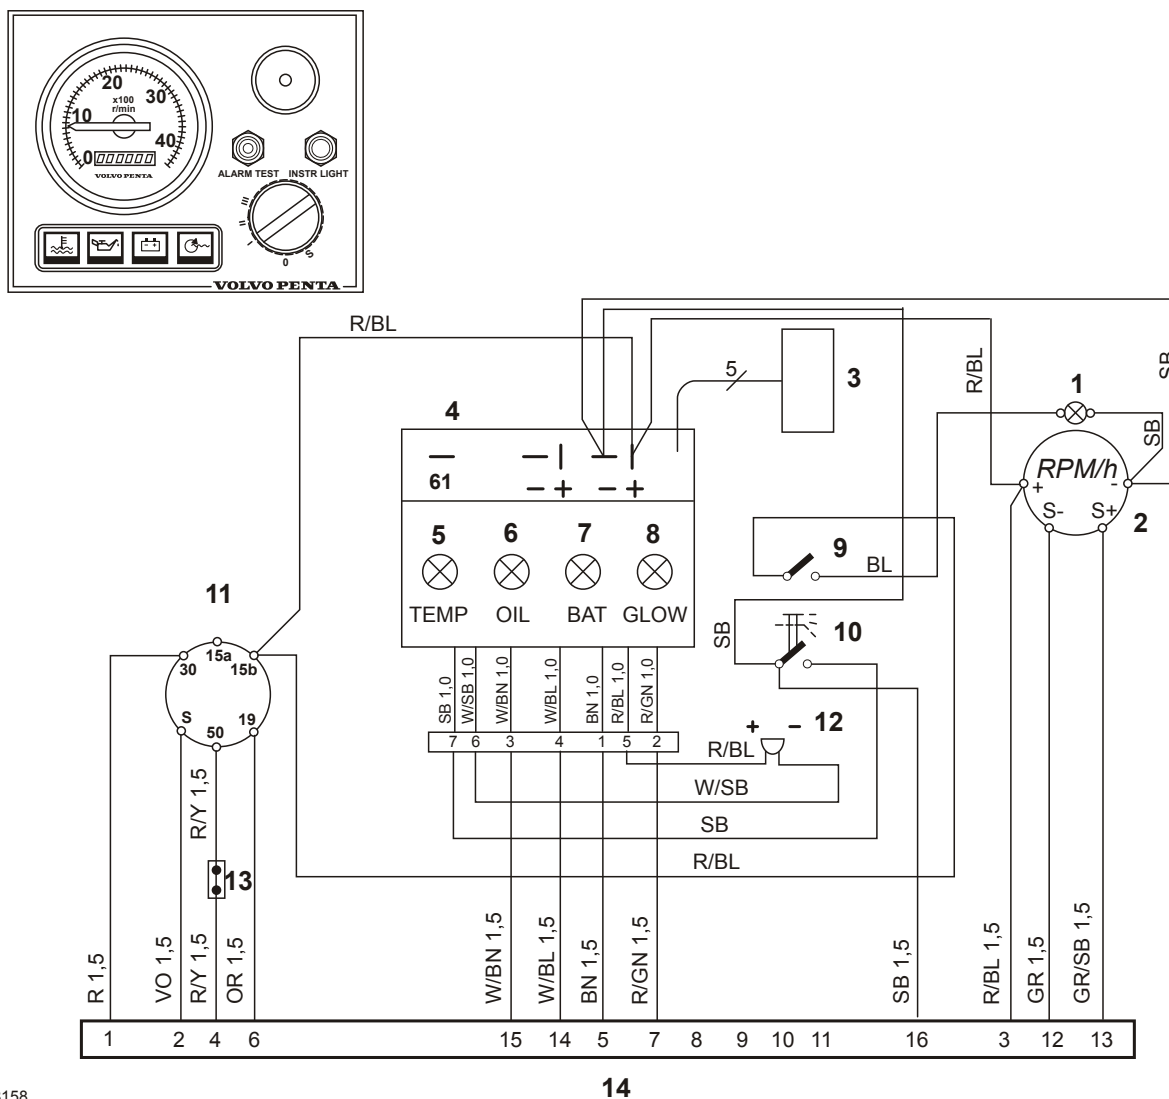 20
x100
30
r/min
10
40
0
000000
VOLVO PENTA
ALARM TEST INSTR LIGHT
III
II
I
0
S
VOLVO PENTA
R/BL
5
3
R/BL
SB
1
SB
4
61
− + − +
RPM/h
+ -
S- S+
2
5 6 7 8
TEMP OIL BAT GLOW
9
BL
10
SB
11
15a
30 15b
S 19
50
SB 1,0
W/SB 1,0
W/BN 1,0
W/BL 1,0
BN 1,0
R/BL 1,0
R/GN 1,0
7 6 3 4 1 5 2
+ − 12
R/BL
W/SB
SB
R/BL
R/Y 1,5
13
R 1,5
VO 1,5
R/Y 1,5
OR 1,5
W/BN 1,5
W/BL 1,5
BN 1,5
R/GN 1,5
SB 1,5
R/BL 1,5
GR 1,5
GR/SB 1,5
1 2 4 6 15 14 5 7 8 9 10 11 16 3 12 13
14